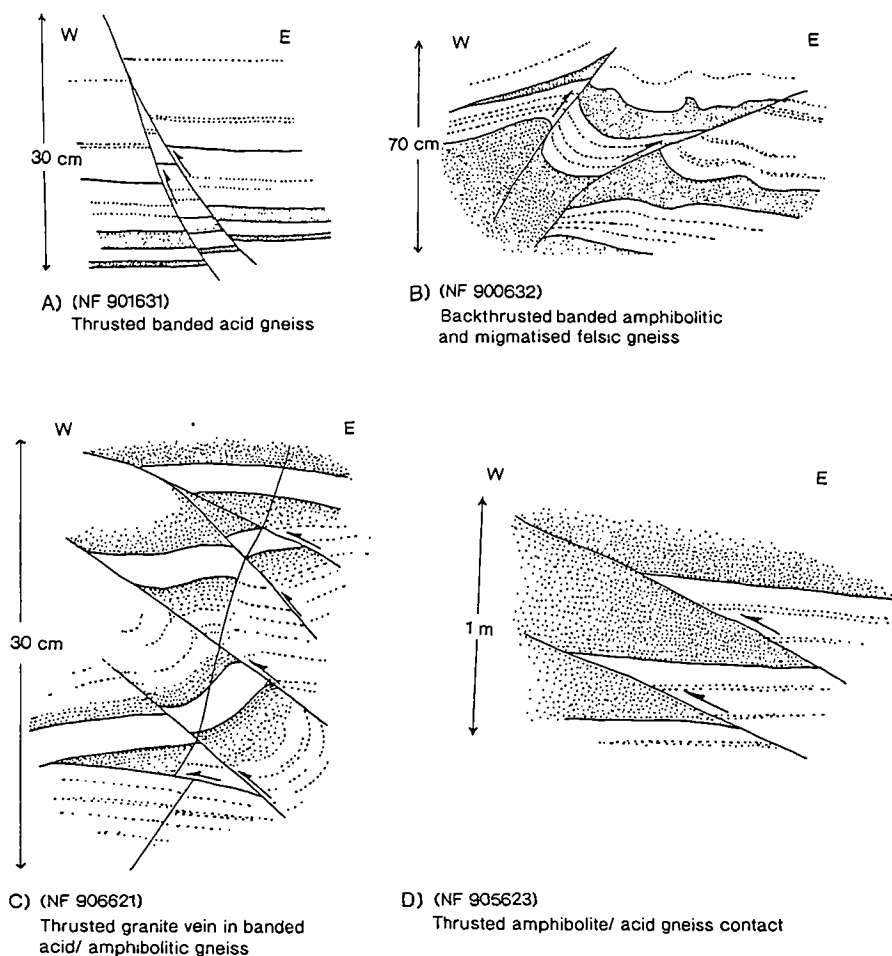 W E
30 cm
A) (NF 901631)
Thrusted banded acid gneiss
W E
70 cm
B) (NF 900632)
Backthrusted banded amphibolitic
and migmatised felsic gneiss
W E
30 cm
C) (NF 906621)
Thrusted granite vein in banded
acid/ amphibolitic gneiss
W E
1 m
D) (NF 905623)
Thrusted amphibolite/ acid gneiss contact